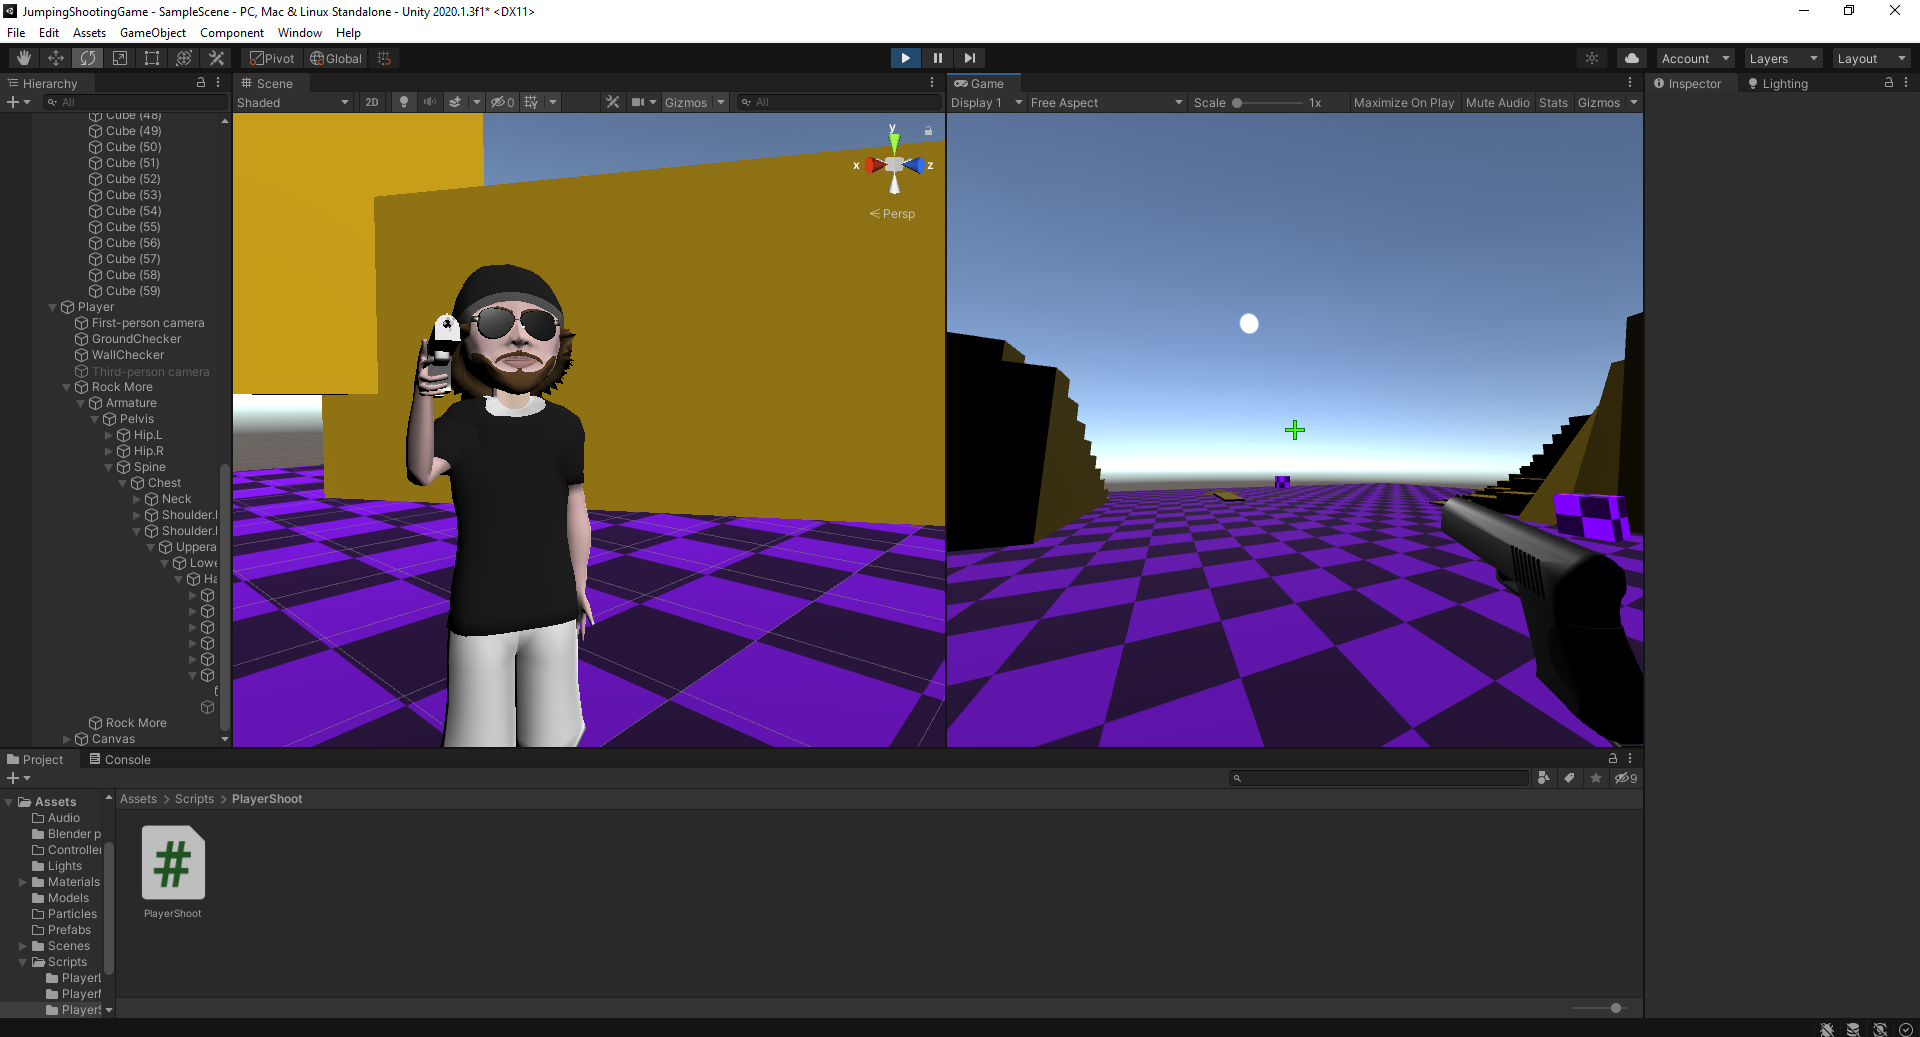 JumpingShootingGame - SampleScene - PC, Mac & Linux Standalone - Unity 2020.1.3f1* <DX11>
File Edit Assets GameObject Component Window Help
Pivot Global Account Layers Layout
Hierarchy Scene Game Inspector Lighting
All Shaded 2D 0 Gizmos All Display 1 Free Aspect Scale 1x Maximize On Play Mute Audio Stats Gizmos
Cube (48)
Cube (49)
Cube (50)
Cube (51)
Cube (52)
Cube (53)
Cube (54)
Cube (55)
Cube (56)
Cube (57)
Cube (58)
Cube (59)
Player
First-person camera
GroundChecker
WallChecker
Third-person camera
Rock More
Armature
Pelvis
Hip.L
Hip.R
Spine
Chest
Neck
Shoulder.
Shoulder.
Uppera
Lowe
Ha
Rock More
Canvas
y
x z
Persp
Project Console
9
Assets
Audio
Blender p
Controller
Lights
Materials
Models
Particles
Prefabs
Scenes
Scripts
Player
Player
Player
Assets > Scripts > PlayerShoot
#
PlayerShoot